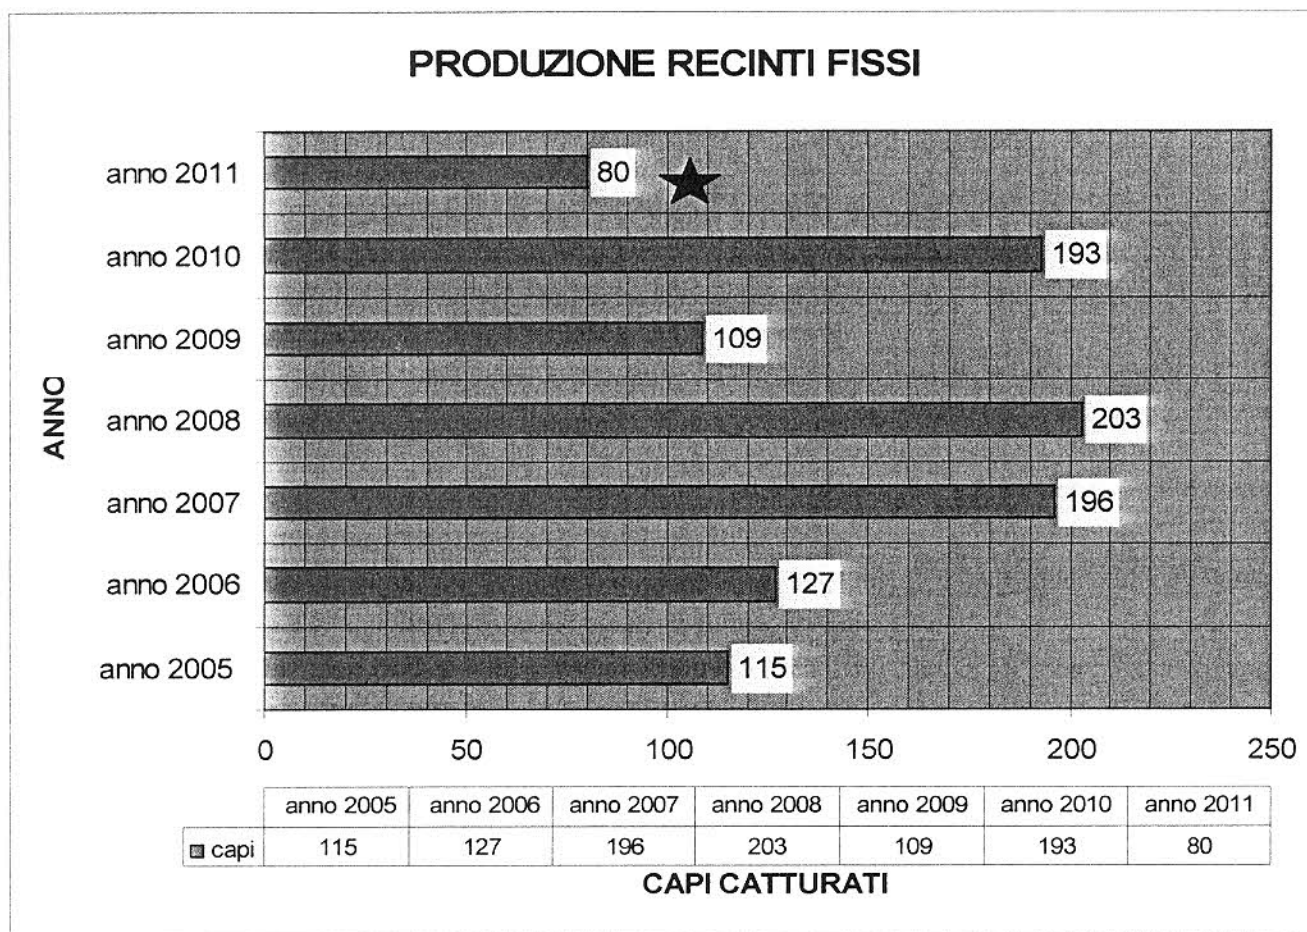 PRODUZIONE RECINTI FISSI
anno 2011 80
anno 2010 193
anno 2009 109
anno 2008 203
anno 2007 196
anno 2006 127
anno 2005 115
ANNO
0 50 100 150 200 250
anno 2005 anno 2006 anno 2007 anno 2008 anno 2009 anno 2010 anno 2011
capi 115 127 196 203 109 193 80
CAPI CATTURATI